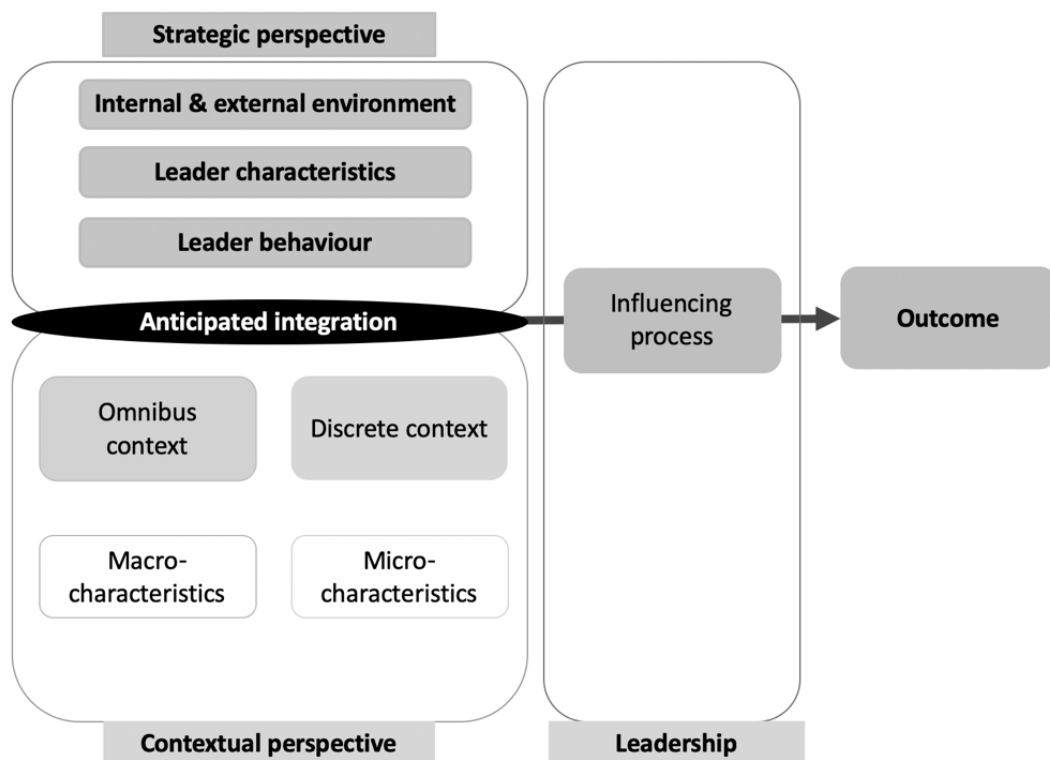 Strategic perspective
Internal & external environment
Leader characteristics
Leader behaviour
Anticipated integration
Influencing
process
Outcome
Omnibus
context
Discrete context
Macro-
characteristics
Micro-
characteristics
Contextual perspective
Leadership